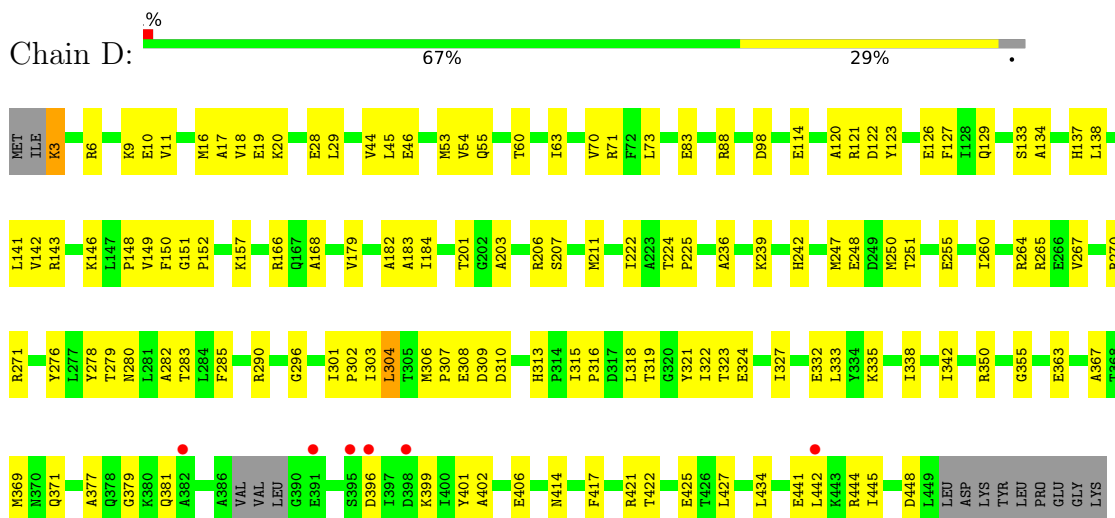 .%
Chain D:
67% 29% .
MET ILE K3 R6 K9 E10 V11 M16 A17 V18 E19 K20 E28 L29 V44 L45 E46 M53 V54 Q55 T60 I63 V70 R71 F72 L73 E83 R88 D98 E114 A120 R121 D122 Y123 E126 F127 I128 Q129 S133 A134 H137 L138
L141 V142 R143 K146 L147 P148 V149 F150 G151 P152 K157 R166 Q167 A168 V179 A182 A183 I184 T201 G202 A203 R206 S207 M211 I222 A223 T224 P225 A236 K239 H242 M247 E248 D249 M250 T251 E255 I260 R264 R265 E266 V267 R270
R271 Y276 L277 Y278 T279 N280 L281 A282 T283 L284 F285 R290 G296 I301 P302 I303 L304 T305 M306 P307 E308 D309 D310 H313 P314 I315 P316 D317 L318 T319 G320 Y321 I322 T323 E324 I327 E332 L333 Y334 K335 I338 I342 R350 G355 E363 A367 T368
M369 N370 Q371 A377 Q378 G379 K380 Q381 A382 A386 VAL VAL LEU G390 E391 S395 D396 I397 D398 K399 I400 Y401 A402 E406 N414 F417 R421 T422 E425 T426 L427 L434 E441 L442 K443 R444 I445 D448 L449 LEU ASP LYS TYR LEU PRO GLU GLY LYS